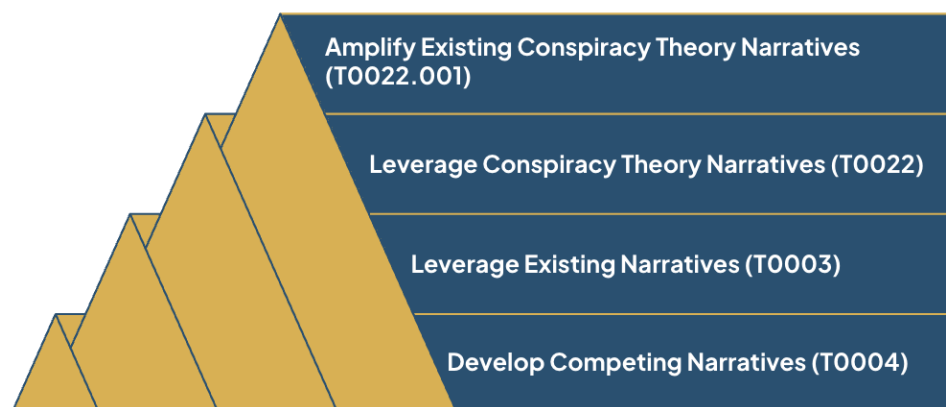 Amplify Existing Conspiracy Theory Narratives
(T0022.001)
Leverage Conspiracy Theory Narratives (T0022)
Leverage Existing Narratives (T0003)
Develop Competing Narratives (T0004)